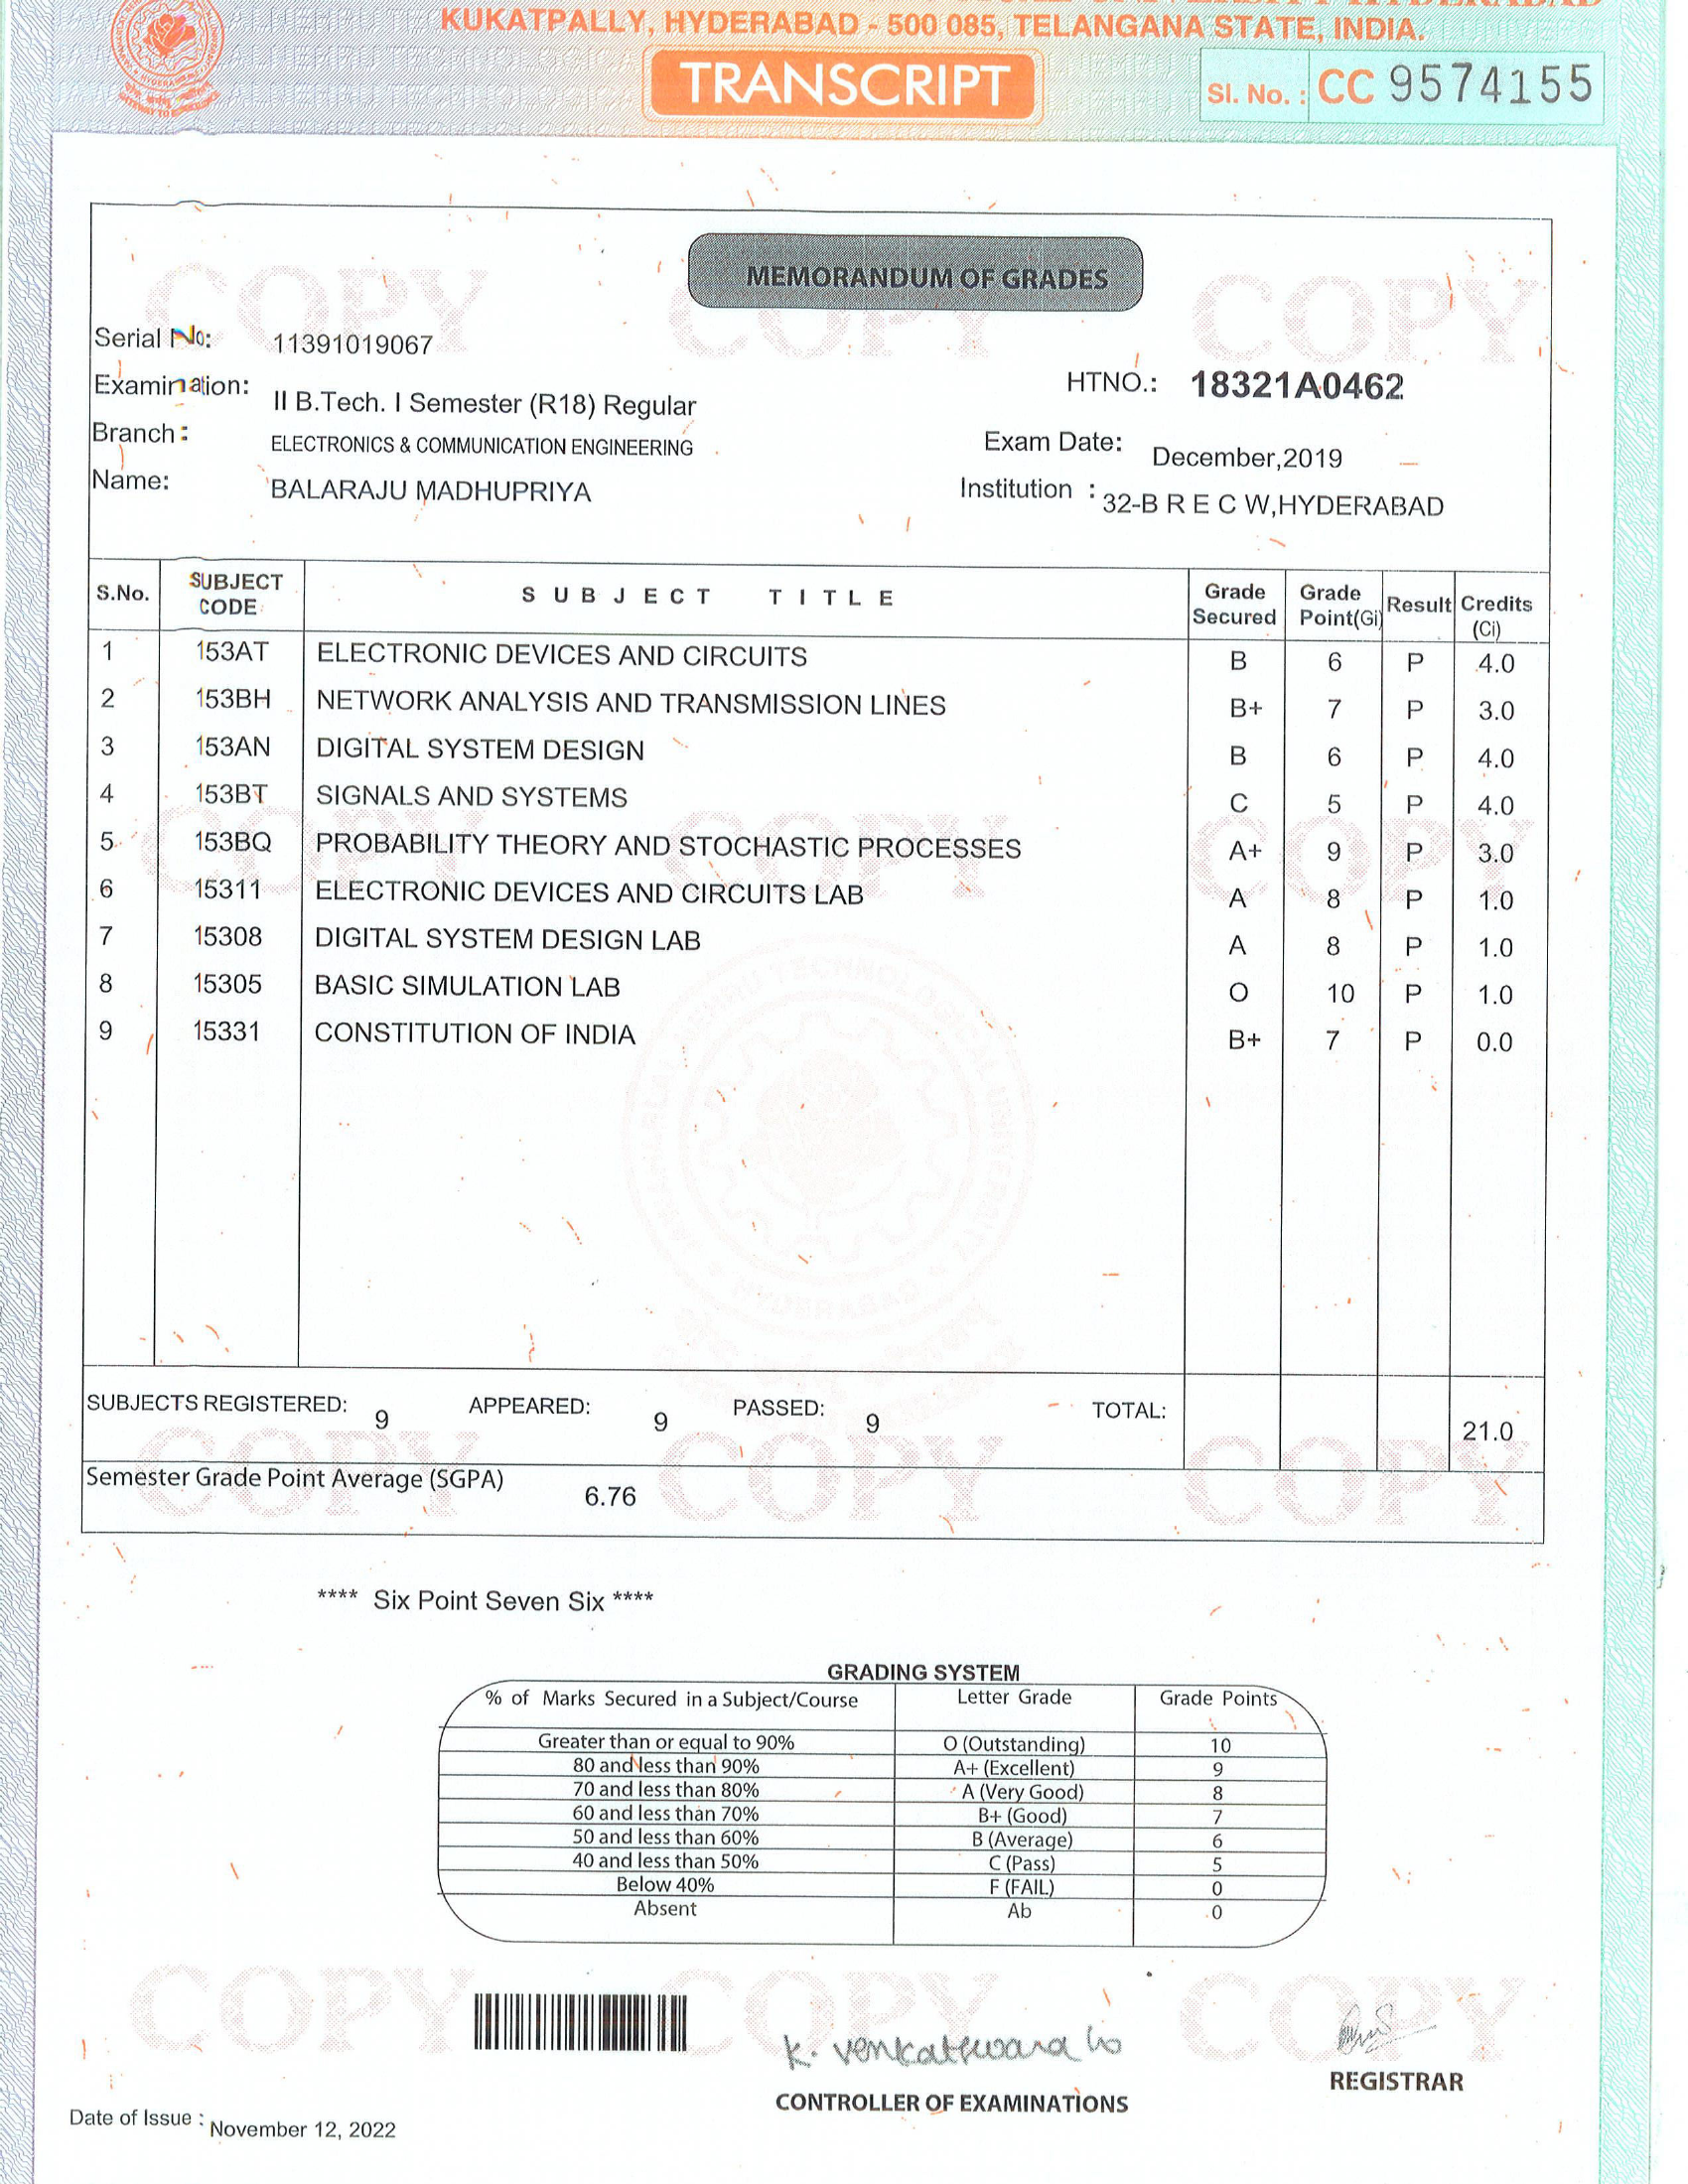 KUKATPALLY, HYDERABAD - 500 085, TELANGANA STATE, INDIA.
TRANSCRIPT
Sl. No. : CC 9574155
MEMORANDUM OF GRADES
Serial No: 11391019067
HTNO.: 18321A0462
Examination: II B.Tech. I Semester (R18) Regular
Branch : ELECTRONICS & COMMUNICATION ENGINEERING
Exam Date: December,2019
Name: BALARAJU MADHUPRIYA
Institution : 32-B R E C W,HYDERABAD
S.No. SUBJECT CODE SUBJECT TITLE Grade Secured Grade Point(Gi) Result Credits (Ci)
1 153AT ELECTRONIC DEVICES AND CIRCUITS B 6 P 4.0
2 153BH NETWORK ANALYSIS AND TRANSMISSION LINES B+ 7 P 3.0
3 153AN DIGITAL SYSTEM DESIGN B 6 P 4.0
4 153BT SIGNALS AND SYSTEMS C 5 P 4.0
5 153BQ PROBABILITY THEORY AND STOCHASTIC PROCESSES A+ 9 P 3.0
6 15311 ELECTRONIC DEVICES AND CIRCUITS LAB A 8 P 1.0
7 15308 DIGITAL SYSTEM DESIGN LAB A 8 P 1.0
8 15305 BASIC SIMULATION LAB O 10 P 1.0
9 15331 CONSTITUTION OF INDIA B+ 7 P 0.0
SUBJECTS REGISTERED: 9 APPEARED: 9 PASSED: 9 TOTAL: 21.0
Semester Grade Point Average (SGPA) 6.76
**** Six Point Seven Six ****
GRADING SYSTEM
% of Marks Secured in a Subject/Course Letter Grade Grade Points
Greater than or equal to 90% O (Outstanding) 10
80 and less than 90% A+ (Excellent) 9
70 and less than 80% A (Very Good) 8
60 and less than 70% B+ (Good) 7
50 and less than 60% B (Average) 6
40 and less than 50% C (Pass) 5
Below 40% F (FAIL) 0
Absent Ab 0
COPY COPY COPY
CONTROLLER OF EXAMINATIONS
REGISTRAR
Date of Issue : November 12, 2022